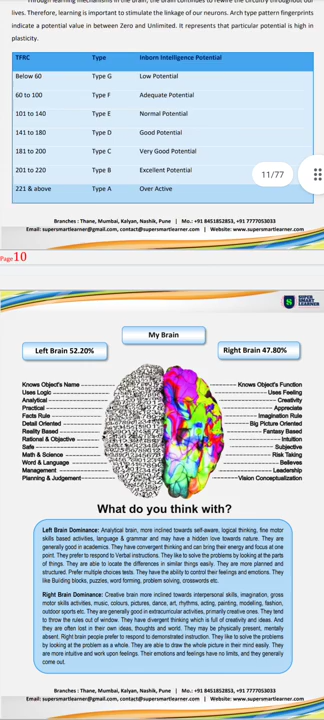 Through learning mechanisms in the brain, the brain continues to rewire the circuitry throughout our
lives. Therefore, learning is important to stimulate the linkage of our neurons. Arch type pattern fingerprints
indicate a potential value in between Zero and Unlimited. It represents that particular potential is high in
plasticity.
TFRC Type Inborn Intelligence Potential
Below 60 Type G Low Potential
60 to 100 Type F Adequate Potential
101 to 140 Type E Normal Potential
141 to 180 Type D Good Potential
181 to 200 Type C Very Good Potential
201 to 220 Type B Excellent Potential
221 & above Type A Over Active
11/77
Branches : Thane, Mumbai, Kalyan, Nashik, Pune | Mo.: +91 8451852853, +91 7777053033
Email: supersmartlearner@gmail.com, contact@supersmartlearner.com | Website: www.supersmartlearner.com
Page 10
SUPER
SMART
LEARNER
My Brain
Left Brain 52.20%
Right Brain 47.80%
Knows Object's Name
Uses Logic
Analytical
Practical
Facts Rule
Detail Oriented
Reality Based
Rational & Objective
Safe
Math & Science
Word & Language
Management
Planning & Judgement
Knows Object's Function
Uses Feeling
Creativity
Appreciate
Imagination Rule
Big Picture Oriented
Fantasy Based
Intuition
Subjective
Risk Taking
Believes
Leadership
Vision Conceptualization
What do you think with?
Left Brain Dominance: Analytical brain, more inclined towards self-aware, logical thinking, fine motor
skills based activities, language & grammar and may have a hidden love towards nature. They are
generally good in academics. They have convergent thinking and can bring their energy and focus at one
point. They prefer to respond to Verbal instructions. They like to solve the problems by looking at the parts
of things. They are able to locate the differences in similar things easily. They are more planned and
structured. Prefer multiple choices tests. They have the ability to control their feelings and emotions. They
like Buiding blocks, puzzles, word forming, problem solving, crosswords etc.
Right Brain Dominance: Creative brain more inclined towards interpersonal skills, imagination, gross
motor skills activities, music, colours, pictures, dance, art, rhythms, acting, painting, modeling, fashion,
outdoor sports etc. They are generally good in extracurricular activities, primarily creative ones. They tend
to throw the rules out of window. They have divergent thinking which is full of creativity and ideas. And
they are often lost in their own ideas, thoughts and world. They may be physically present, mentally
absent. Right brain people prefer to respond to demonstrated instruction. They like to solve the problems
by looking at the problem as a whole. They are able to draw the whole picture in their mind easily. They
are more intuitive and work upon feelings. Their emotions and feelings have no limits, and they generally
come out.
Branches : Thane, Mumbai, Kalyan, Nashik, Pune | Mo.: +91 8451852853, +91 7777053033
Email: supersmartlearner@gmail.com, contact@supersmartlearner.com | Website: www.supersmartlearner.com